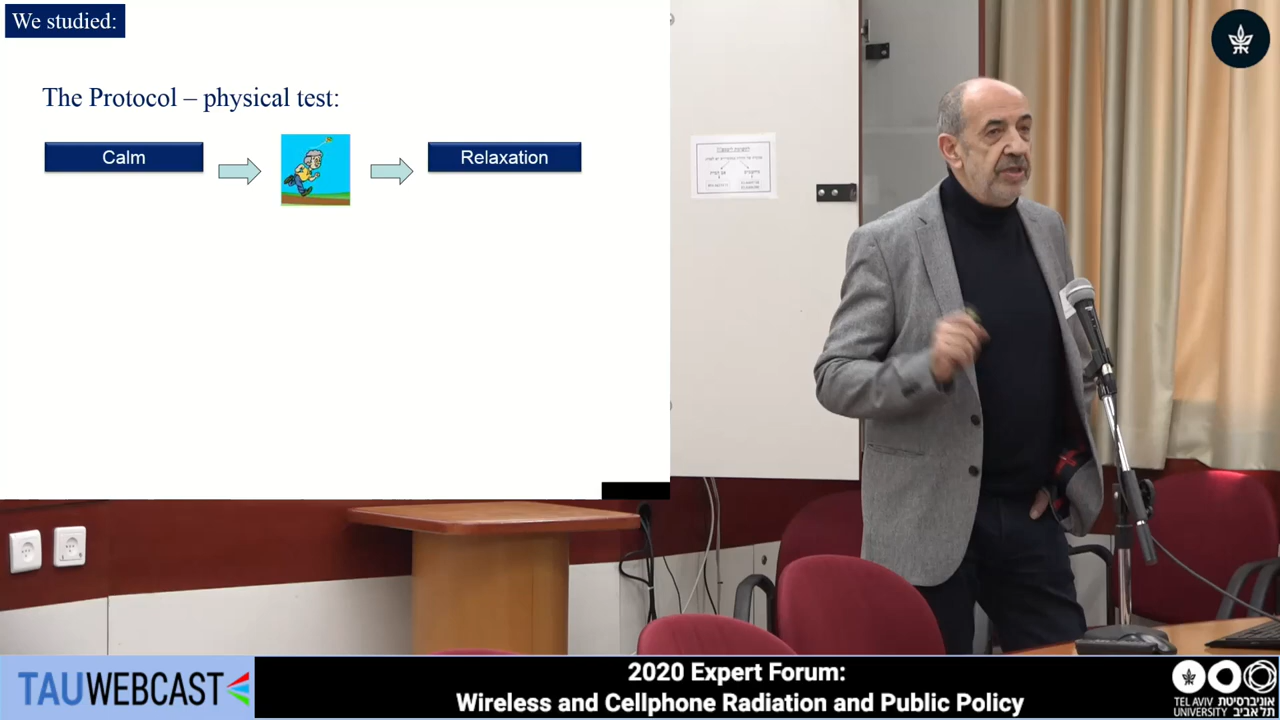 We studied:
The Protocol – physical test:
Calm
Relaxation
TAUWEBCAST
2020 Expert Forum:
Wireless and Cellphone Radiation and Public Policy
TEL AVIV אוניברסיטת
UNIVERSITY תל אביב